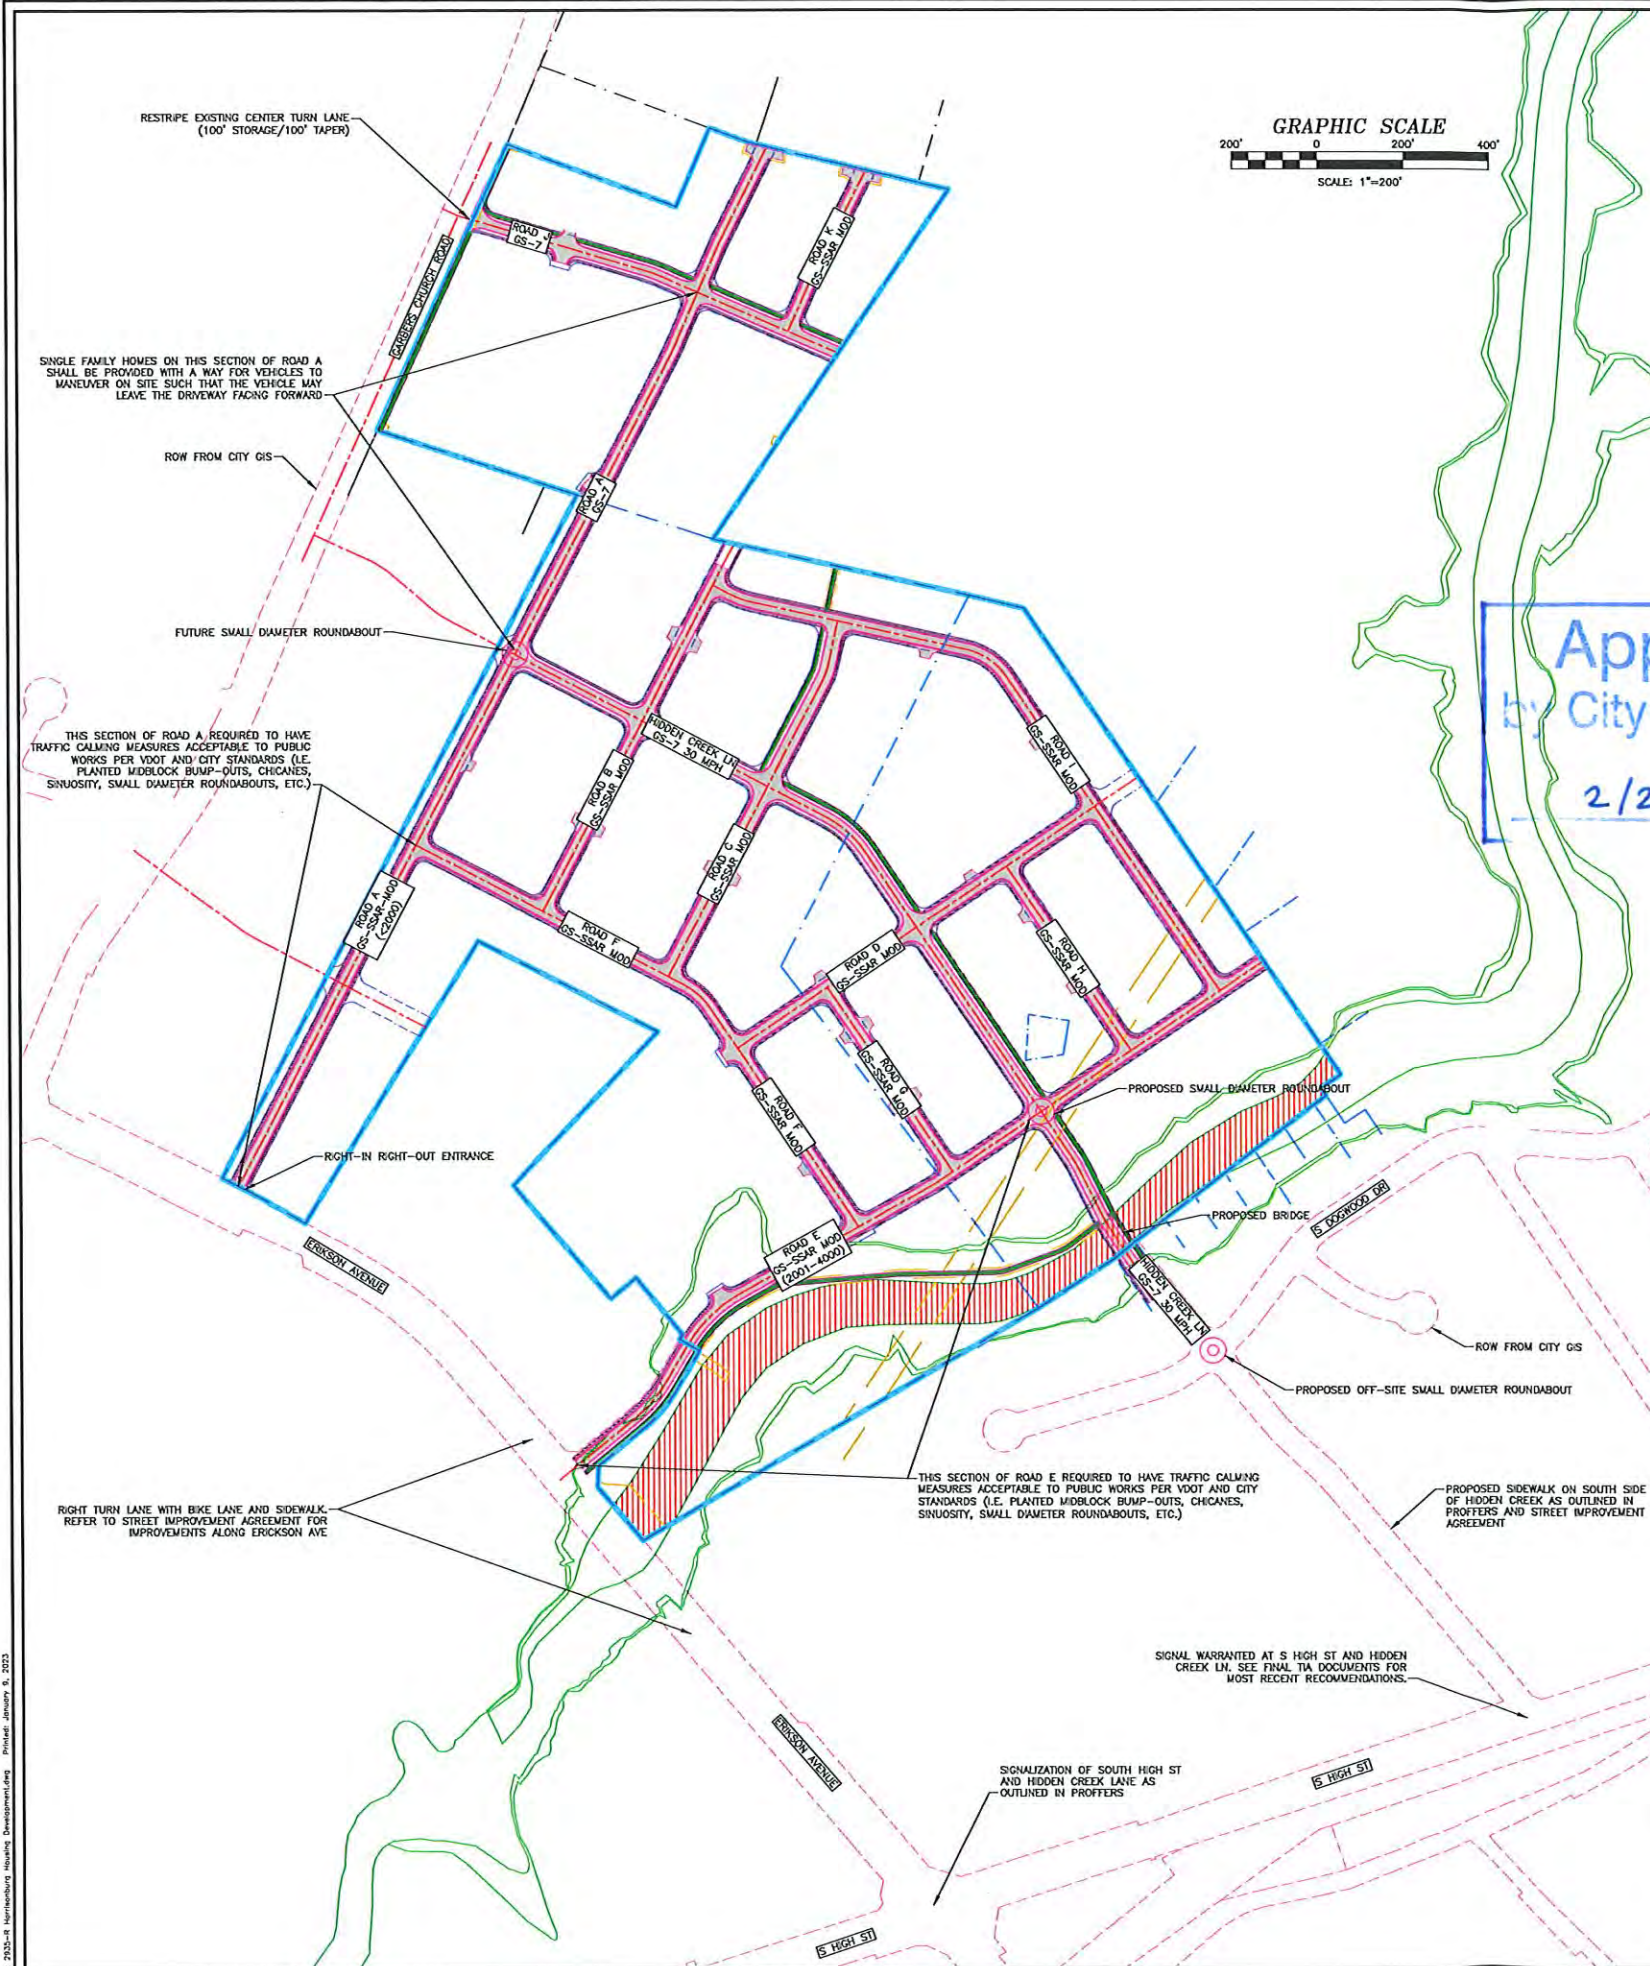 RESTRIPE EXISTING CENTER TURN LANE
(100' STORAGE/100' TAPER)
GRAPHIC SCALE
200' 0 200' 400'
SCALE: 1"=200'
ROAD J
GS-7
ROAD K
GS-SSAR MOD
GARBERS CHURCH ROAD
SINGLE FAMILY HOMES ON THIS SECTION OF ROAD A
SHALL BE PROVIDED WITH A WAY FOR VEHICLES TO
MANEUVER ON SITE SUCH THAT THE VEHICLE MAY
LEAVE THE DRIVEWAY FACING FORWARD
ROW FROM CITY GIS
ROAD A
GS-7
FUTURE SMALL DIAMETER ROUNDABOUT
App
by City
2/2
THIS SECTION OF ROAD A REQUIRED TO HAVE
TRAFFIC CALMING MEASURES ACCEPTABLE TO PUBLIC
WORKS PER VDOT AND CITY STANDARDS (I.E.
PLANTED MIDBLOCK BUMP-OUTS, CHICANES,
SINUOSITY, SMALL DIAMETER ROUNDABOUTS, ETC.)
HIDDEN CREEK LN
GS-7 30 MPH
ROAD I
GS-SSAR MOD
ROAD B
GS-SSAR MOD
ROAD C
GS-SSAR MOD
ROAD A
GS-SSAR-MOD
(<2000)
ROAD F
GS-SSAR MOD
ROAD D
GS-SSAR MOD
ROAD H
GS-SSAR MOD
ROAD G
GS-SSAR MOD
ROAD F
GS-SSAR MOD
PROPOSED SMALL DIAMETER ROUNDABOUT
RIGHT-IN RIGHT-OUT ENTRANCE
ERIKSON AVENUE
ROAD E
GS-SSAR MOD
(2001-4000)
PROPOSED BRIDGE
S DOGWOOD DR
HIDDEN CREEK LN
GS-7 30 MPH
ROW FROM CITY GIS
PROPOSED OFF-SITE SMALL DIAMETER ROUNDABOUT
RIGHT TURN LANE WITH BIKE LANE AND SIDEWALK.
REFER TO STREET IMPROVEMENT AGREEMENT FOR
IMPROVEMENTS ALONG ERICKSON AVE
THIS SECTION OF ROAD E REQUIRED TO HAVE TRAFFIC CALMING
MEASURES ACCEPTABLE TO PUBLIC WORKS PER VDOT AND CITY
STANDARDS (I.E. PLANTED MIDBLOCK BUMP-OUTS, CHICANES,
SINUOSITY, SMALL DIAMETER ROUNDABOUTS, ETC.)
PROPOSED SIDEWALK ON SOUTH SIDE
OF HIDDEN CREEK AS OUTLINED IN
PROFFERS AND STREET IMPROVEMENT
AGREEMENT
SIGNAL WARRANTED AT S HIGH ST AND HIDDEN
CREEK LN. SEE FINAL TIA DOCUMENTS FOR
MOST RECENT RECOMMENDATIONS.
ERIKSON AVENUE
SIGNALIZATION OF SOUTH HIGH ST
AND HIDDEN CREEK LANE AS
OUTLINED IN PROFFERS
S HIGH ST
S HIGH ST
2935-R Harrisonburg Housing Development.dwg Printed: January 9, 2023